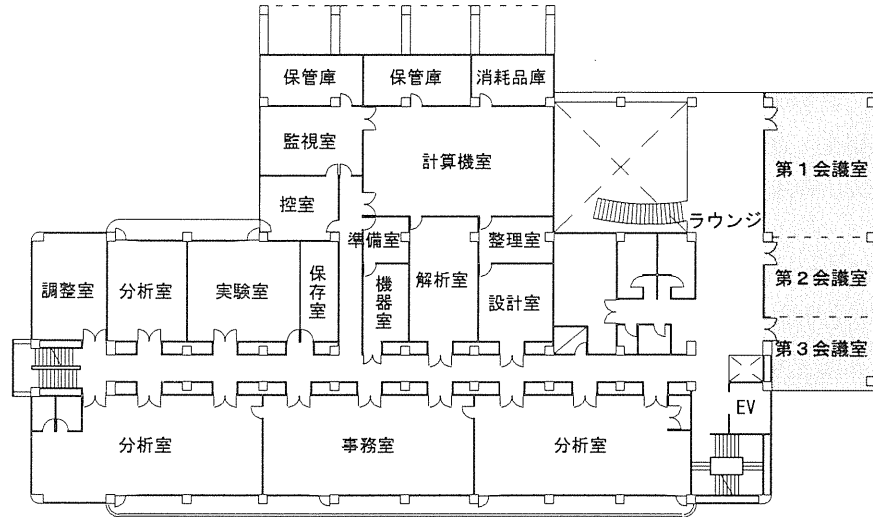 保管庫
保管庫
消耗品庫
監視室
計算機室
第1会議室
控室
ラウンジ
準備室
整理室
調整室
分析室
実験室
保存室
機器室
解析室
設計室
第2会議室
第3会議室
EV
分析室
事務室
分析室